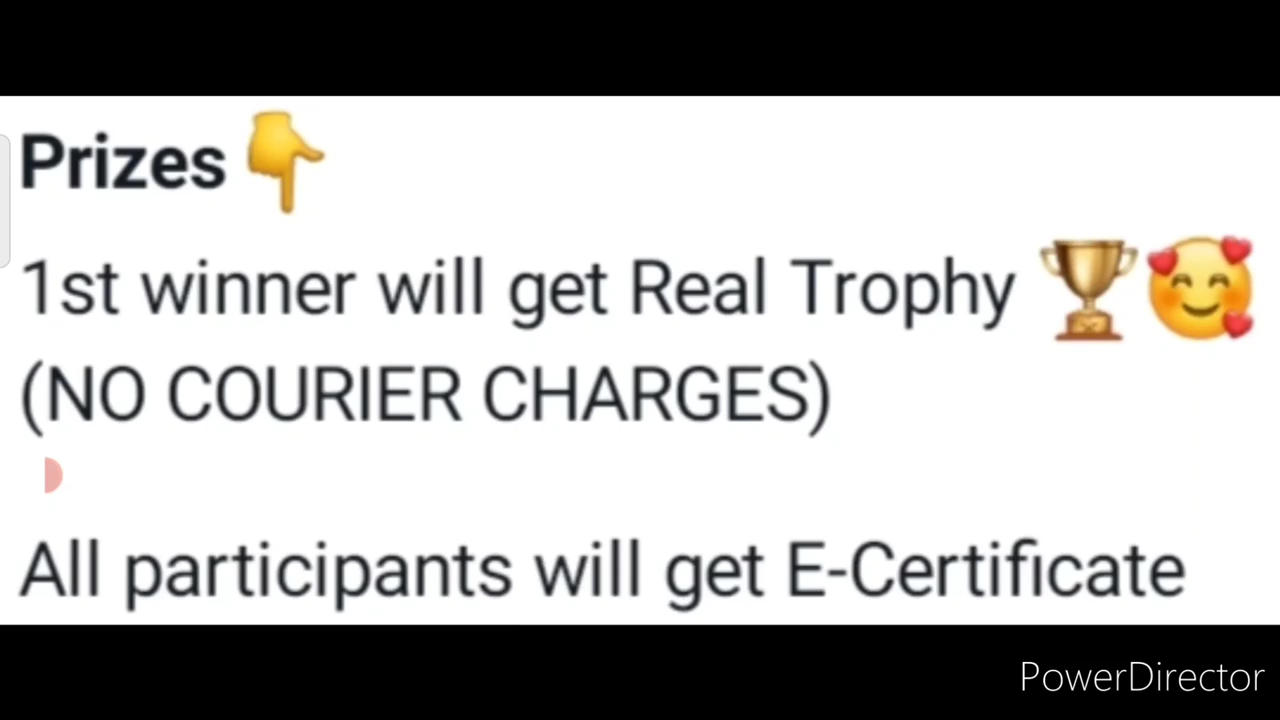 Prizes 👇
1st winner will get Real Trophy 🏆🥰
(NO COURIER CHARGES)
All participants will get E-Certificate
PowerDirector